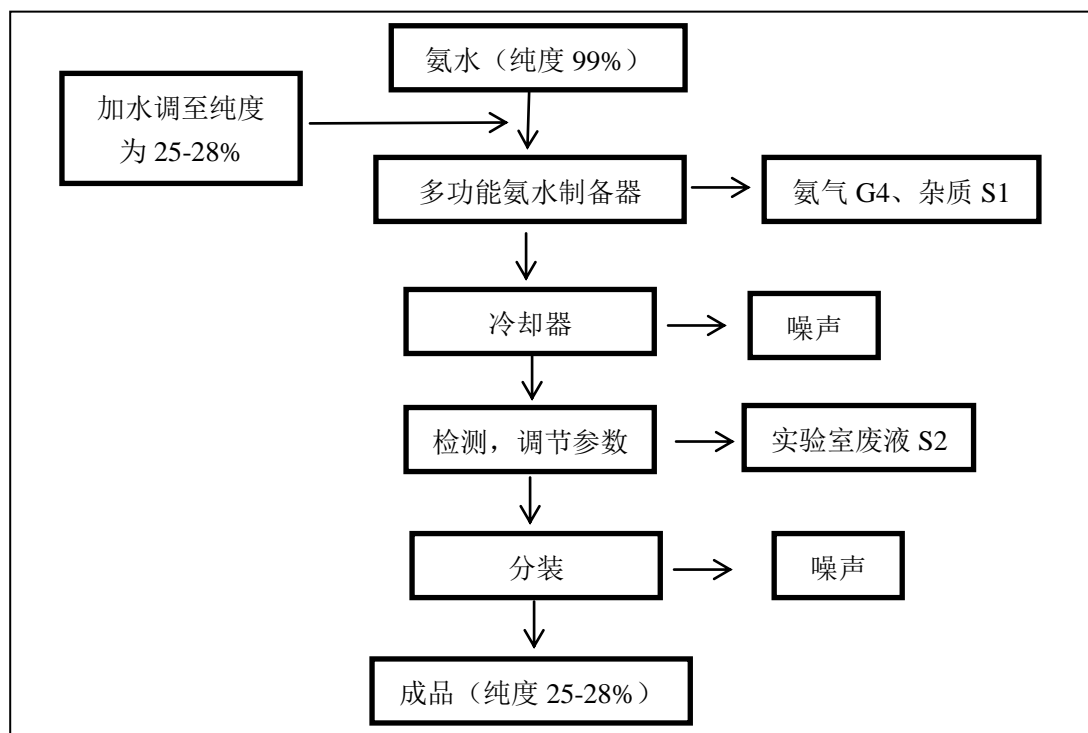 氨水（纯度 99%）
加水调至纯度
为 25-28%
多功能氨水制备器
氨气 G4、杂质 S1
冷却器
噪声
检测，调节参数
实验室废液 S2
分装
噪声
成品（纯度 25-28%）